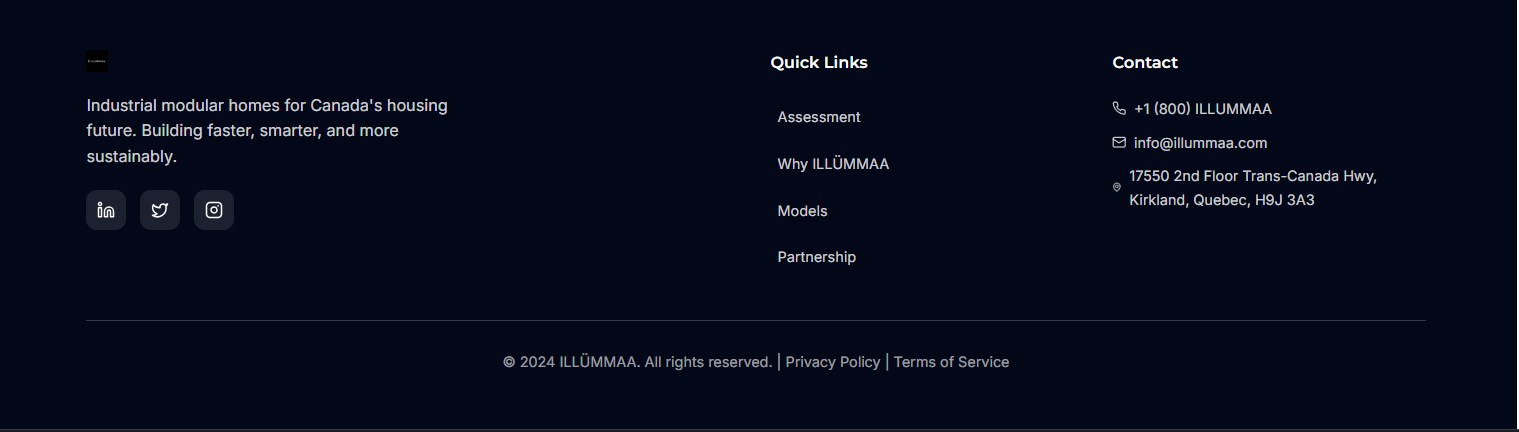 Industrial modular homes for Canada's housing
future. Building faster, smarter, and more
sustainably.
Quick Links
Assessment
Why ILLÜMMAA
Models
Partnership
Contact
+1 (800) ILLUMMAA
info@illummaa.com
17550 2nd Floor Trans-Canada Hwy,
Kirkland, Quebec, H9J 3A3
© 2024 ILLÜMMAA. All rights reserved. | Privacy Policy | Terms of Service